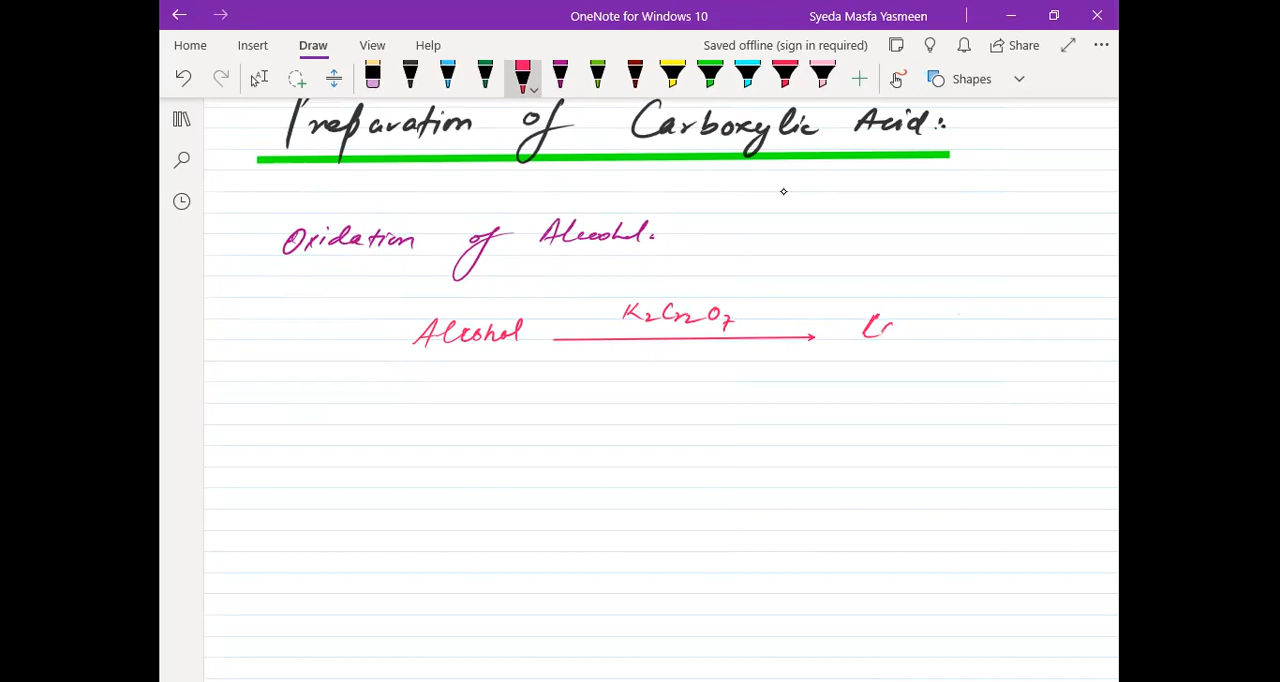 OneNote for Windows 10
Syeda Masfa Yasmeen
Home Insert Draw View Help
Saved offline (sign in required)
Share
Shapes
Preparation of Carboxylic Acid:
Oxidation of Alcohol.
K2Cr2O7
Alcohol